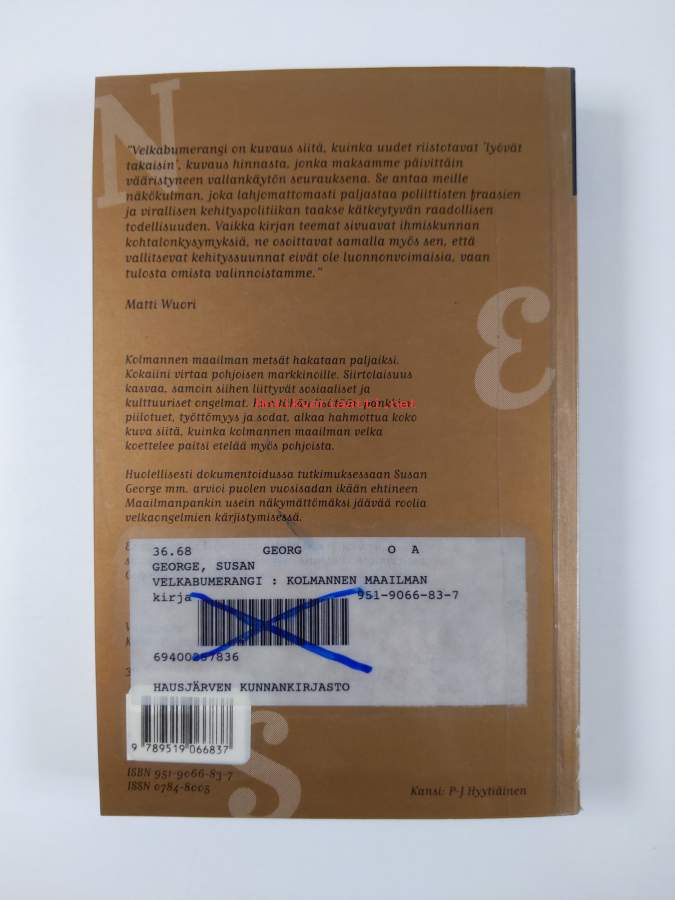 N
"Velkabumerangi on kuvaus siitä, kuinka uudet riistotavat 'lyövät
takaisin', kuvaus hinnasta, jonka maksamme päivittäin
vääristyneen vallankäytön seurauksena. Se antaa meille
näkökulman, joka lahjomattomasti paljastaa poliittisten fraasien
ja virallisen kehityspolitiikan taakse kätkeytyvän raadollisen
todellisuuden. Vaikka kirjan teemat sivuavat ihmiskunnan
kohtalonkysymyksiä, ne osoittavat samalla myös sen, että
vallitsevat kehityssuunnat eivät ole luonnonvoimaisia, vaan
tulosta omista valinnoistamme."
Matti Wuori
3
Kolmannen maailman metsät hakataan paljaiksi.
Kokaiini virtaa pohjoisen markkinoille. Siirtolaisuus
kasvaa, samoin siihen liittyvät sosiaaliset ja
kulttuuriset ongelmat. pankkien
piilotuet, työttömyys ja sodat, alkaa hahmottua koko
kuva siitä, kuinka kolmannen maailman velka
koettelee paitsi etelää myös pohjoista.
Huolellisesti dokumentoidussa tutkimuksessaan Susan
George mm. arvioi puolen vuosisadan ikään ehtineen
Maailmanpankin usein näkymättömäksi jäävää roolia
velkaongelmien kärjistymisessä.
36.68 GEORG O A
GEORGE, SUSAN
VELKABUMERANGI : KOLMANNEN MAAILMAN
kirja 951-9066-83-7
69400287836
HAUSJÄRVEN KUNNANKIRJASTO
9 789519 066837
S
ISBN 951-9066-83-7
ISSN 0784-8005
Kansi: P-J Hyytiäinen